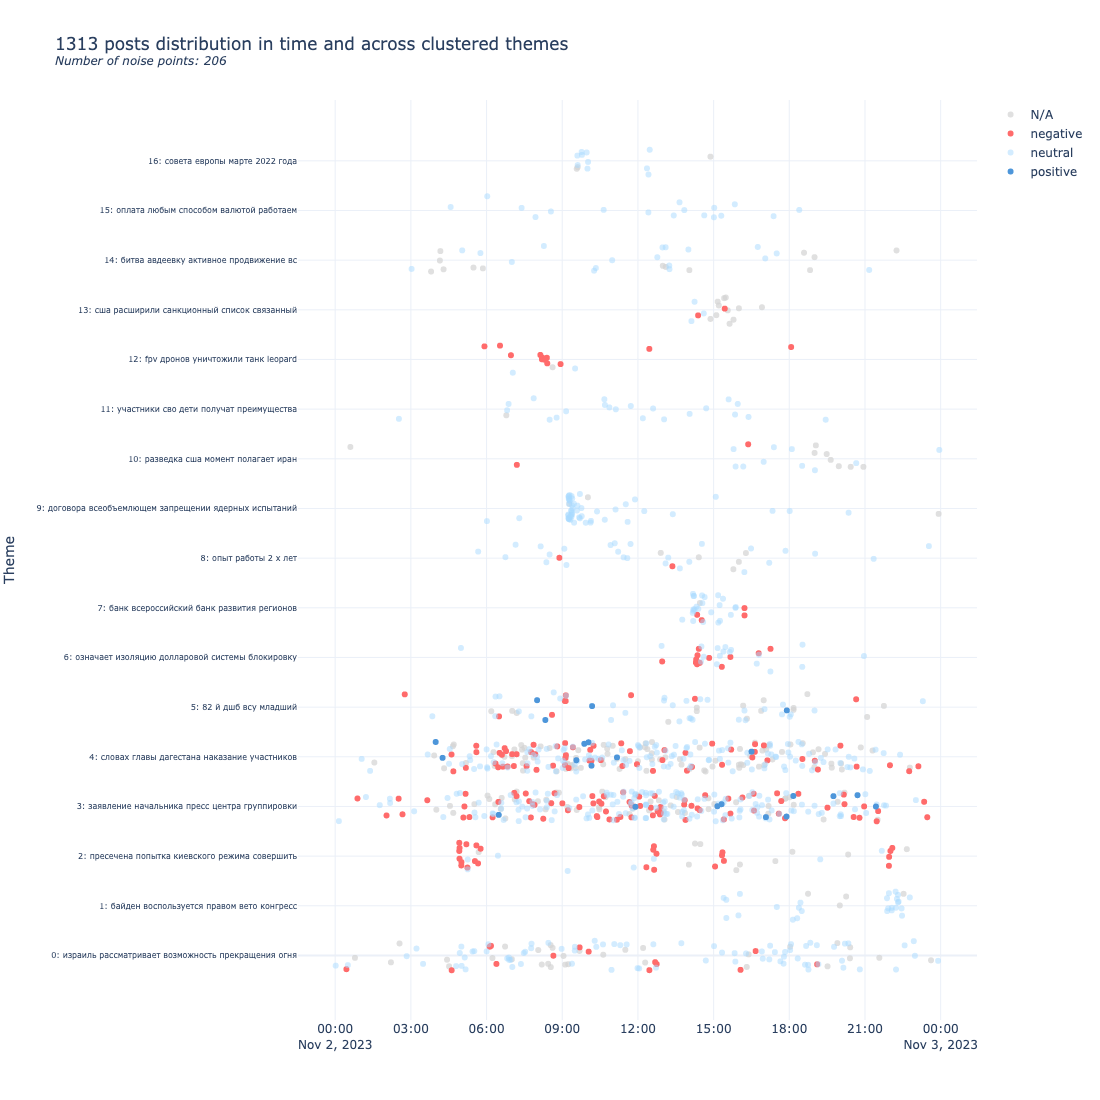 1313 posts distribution in time and across clustered themes
Number of noise points: 206
N/A
negative
neutral
positive
Theme
16: совета европы марте 2022 года
15: оплата любым способом валютой работаем
14: битва авдеевку активное продвижение вс
13: сша расширили санкционный список связанный
12: fpv дронов уничтожили танк leopard
11: участники сво дети получат преимущества
10: разведка сша момент полагает иран
9: договора всеобъемлющем запрещении ядерных испытаний
8: опыт работы 2 х лет
7: банк всероссийский банк развития регионов
6: означает изоляцию долларовой системы блокировку
5: 82 й дшб всу младший
4: словах главы дагестана наказание участников
3: заявление начальника пресс центра группировки
2: пресечена попытка киевского режима совершить
1: байден воспользуется правом вето конгресс
0: израиль рассматривает возможность прекращения огня
00:00 03:00 06:00 09:00 12:00 15:00 18:00 21:00 00:00
Nov 2, 2023 Nov 3, 2023